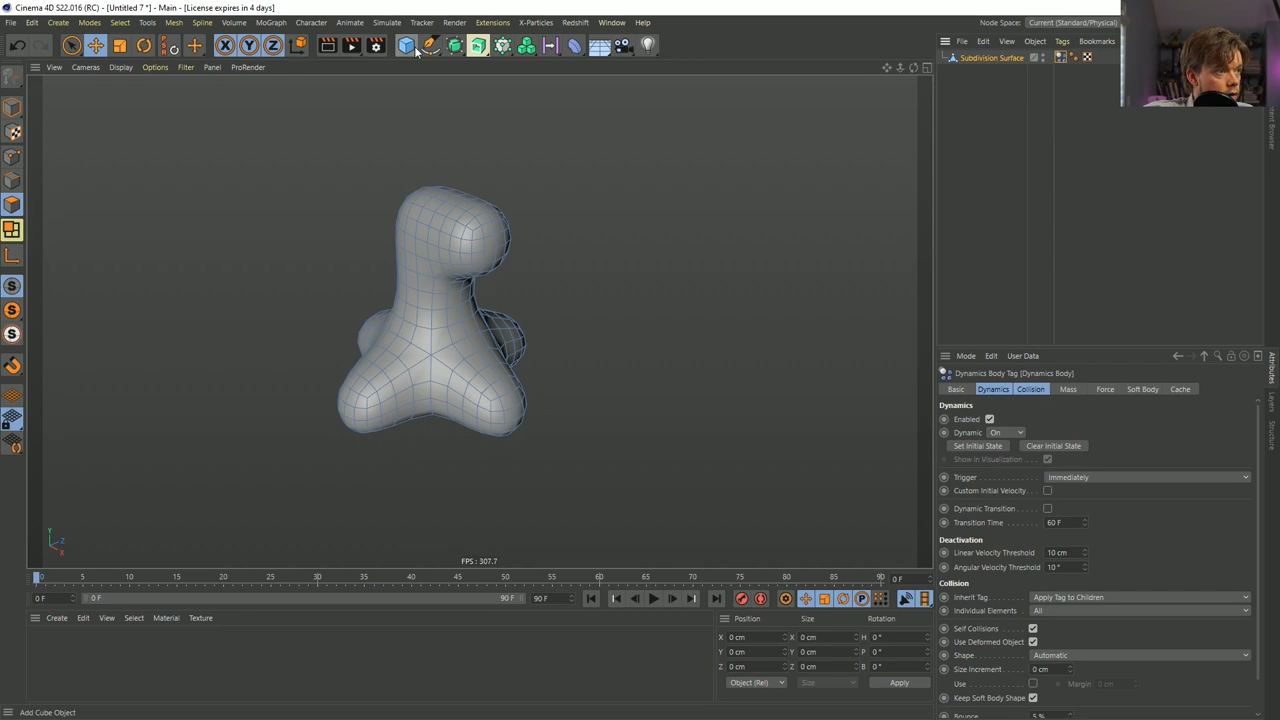 Cinema 4D S22.016 (RC) - [Untitled 7 *] - [License expires in 4 days] - Main
File Edit Create Modes Select Tools Mesh Spline Volume MoGraph Character Animate Simulate Tracker Render Extensions X-Particles Redshift Window Help
Node Space: Current (Standard/Physical)
File Edit View Object Tags Bookmarks
View Cameras Display Options Filter Panel ProRender
Subdivision Surface
Attributes
Layers
Structure
Mode Edit User Data
Dynamics Body Tag [Dynamics Body]
Basic Dynamics Collision Mass Force Soft Body Cache
Dynamics
Enabled
Dynamic On
Set Initial State Clear Initial State
Show in Visualization
Trigger Immediately
Custom Initial Velocity
Dynamic Transition
Transition Time 60 F
Deactivation
Linear Velocity Threshold 10 cm
Angular Velocity Threshold 10 °
Collision
Inherit Tag Apply Tag to Children
Individual Elements All
Self Collisions
Use Deformed Object
Shape Automatic
Size Increment 0 cm
Use Margin 0 cm
Keep Soft Body Shape
Bounce 5 %
Y
Z
X
FPS : 307.7
0 5 10 15 20 25 30 35 40 45 50 55 60 65 70 75 80 85 90 0 F
0 F 0 F 90 F 90 F
Create Edit View Select Material Texture
Position Size Rotation
X 0 cm X 0 cm H 0 °
Y 0 cm Y 0 cm P 0 °
Z 0 cm Z 0 cm B 0 °
Object (Rel) Size Apply
Add Cube Object